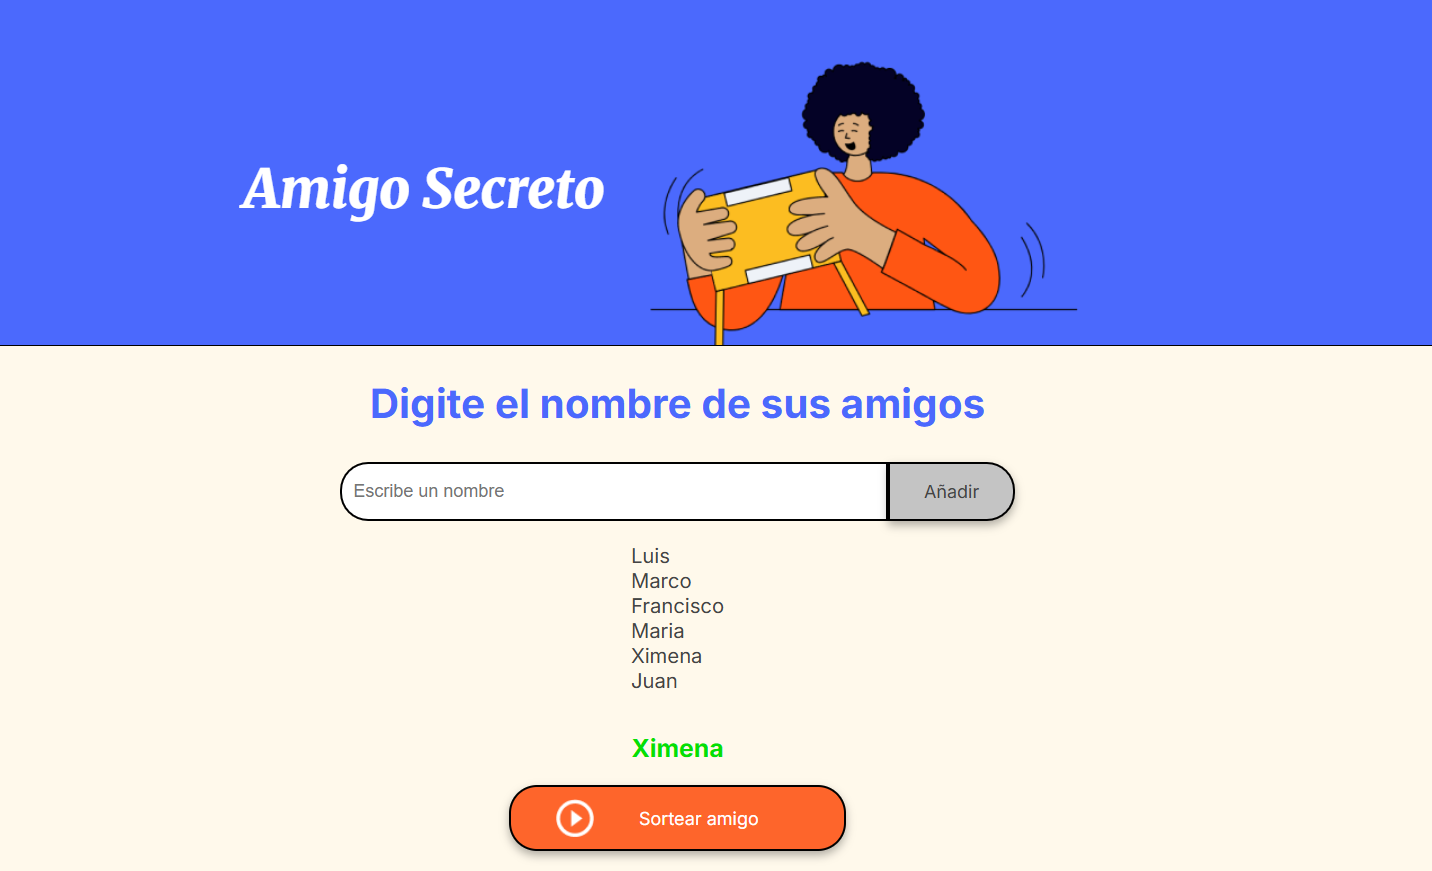 Amigo Secreto
Digite el nombre de sus amigos
Escribe un nombre
Añadir
Luis
Marco
Francisco
Maria
Ximena
Juan
Ximena
Sortear amigo